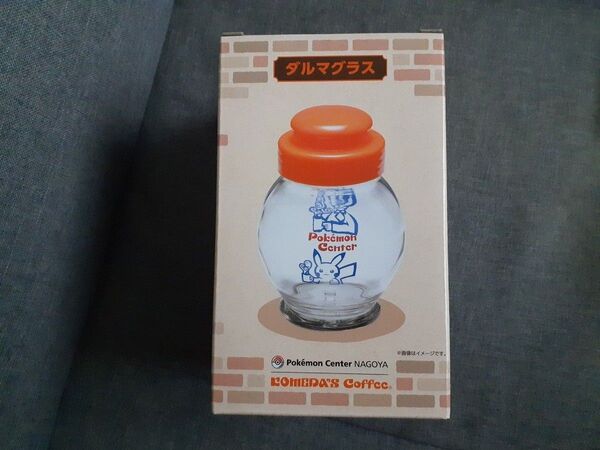 ダルマグラス
Pokémon
Center
※画像はイメージです。
Pokémon Center NAGOYA
KOMEDA'S Coffee®